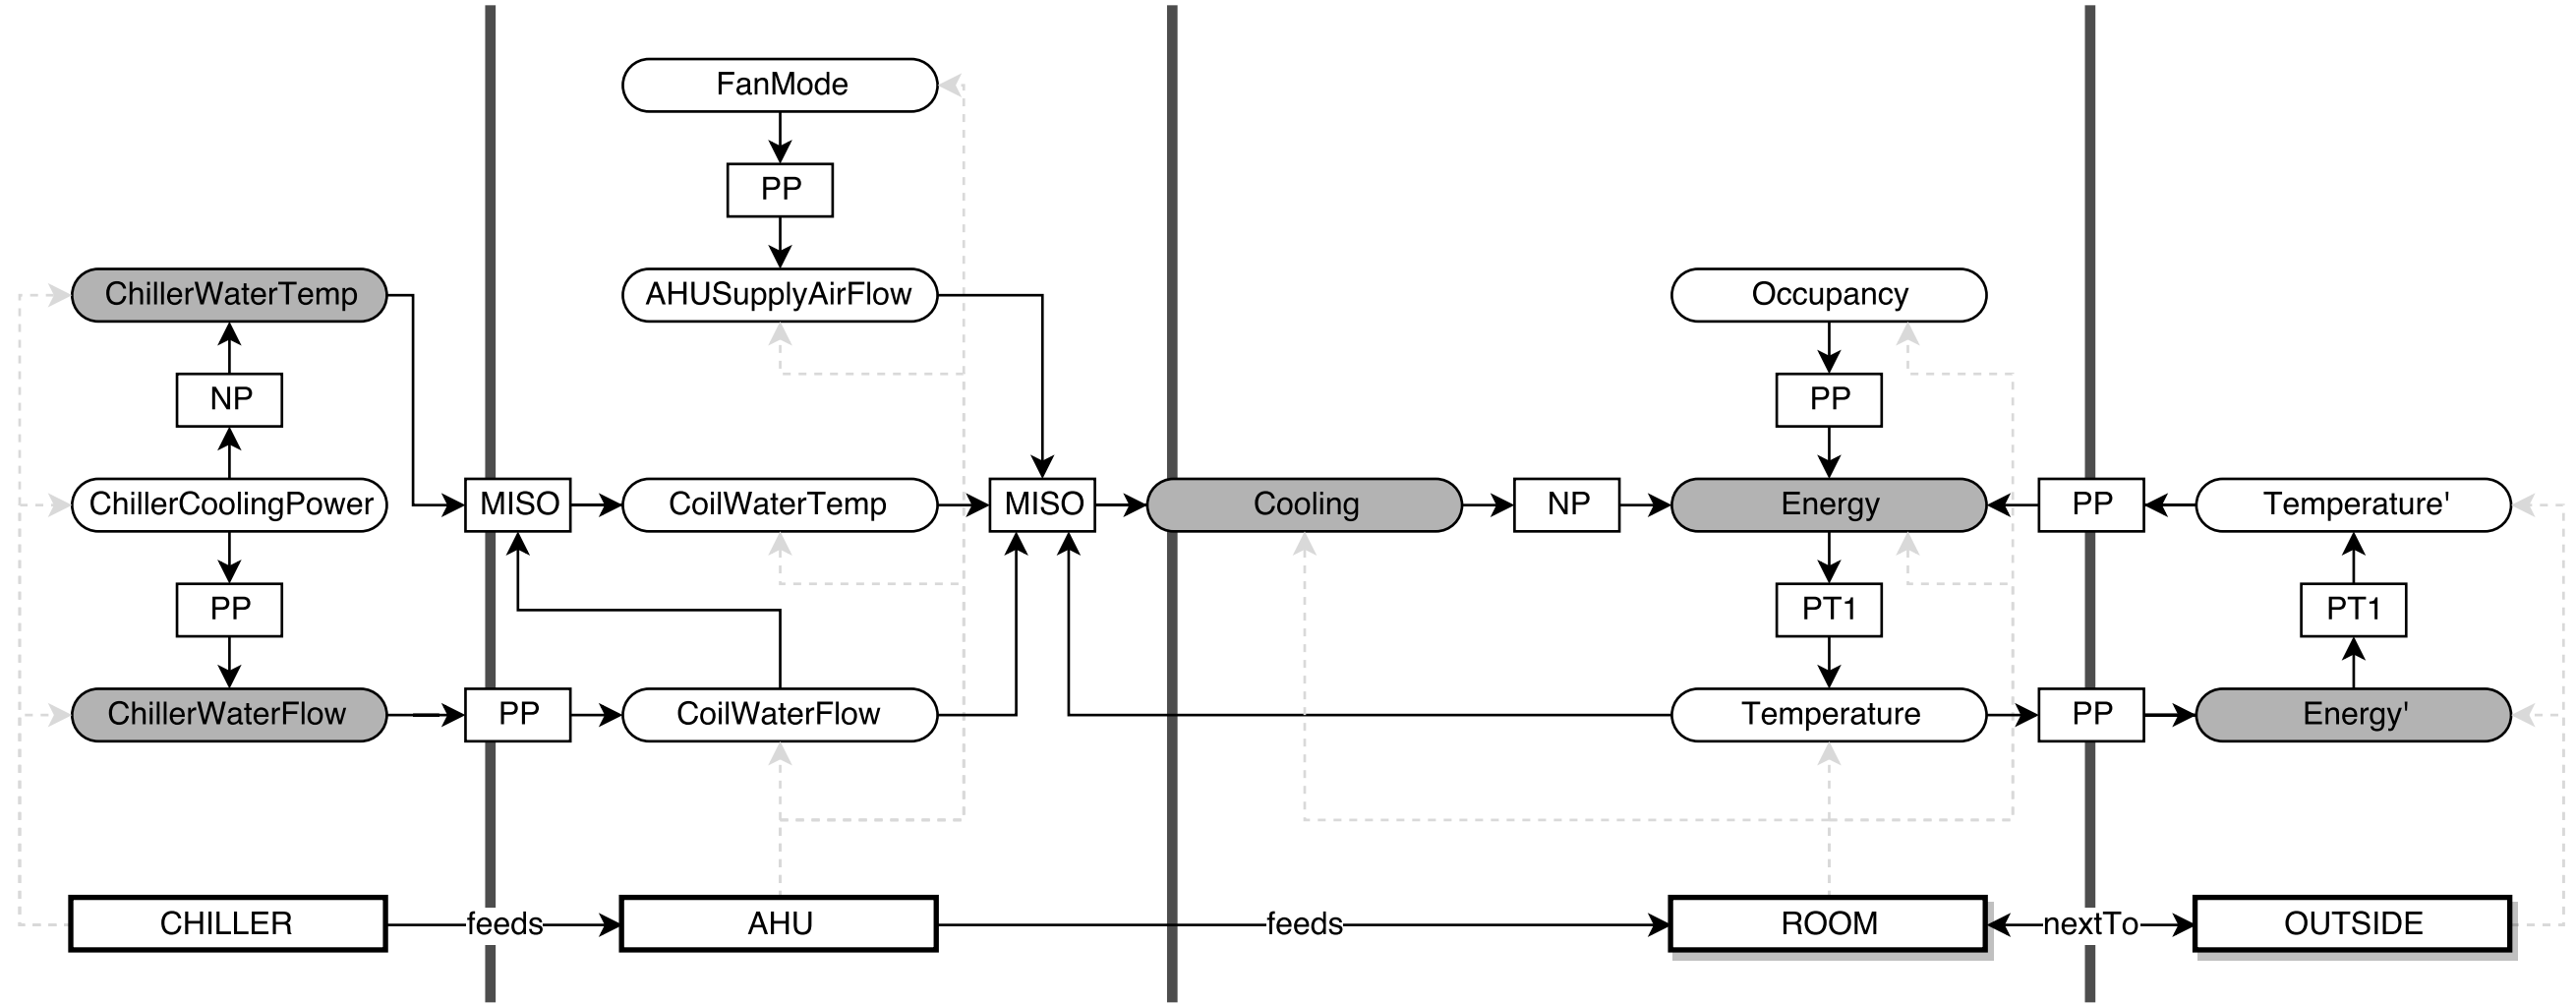 FanMode
PP
ChillerWaterTemp
AHUSupplyAirFlow
Occupancy
NP
PP
ChillerCoolingPower
MISO
CoilWaterTemp
MISO
Cooling
NP
Energy
PP
Temperature'
PP
PT1
PT1
ChillerWaterFlow
PP
CoilWaterFlow
Temperature
PP
Energy'
CHILLER
feeds
AHU
feeds
ROOM
nextTo
OUTSIDE